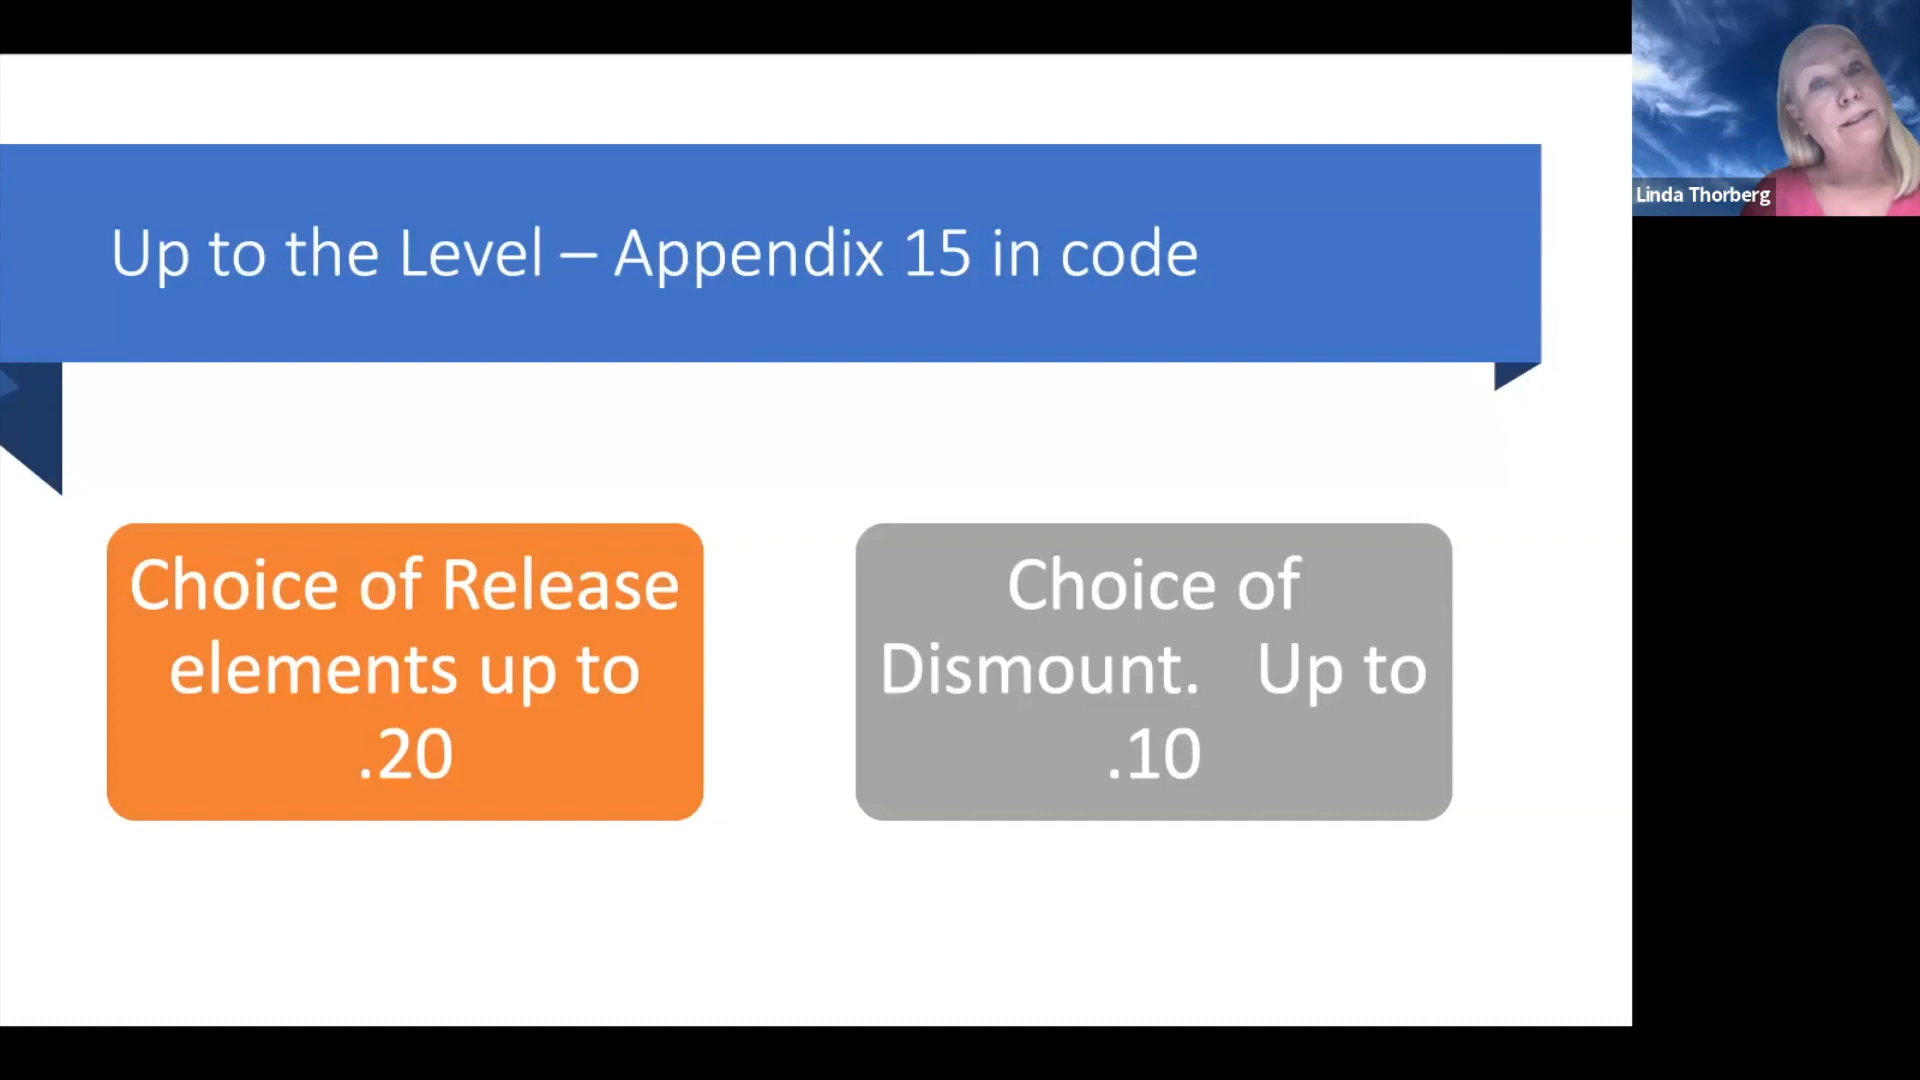 Up to the Level – Appendix 15 in code
Linda Thorberg
Choice of Release
elements up to
.20
Choice of
Dismount. Up to
.10